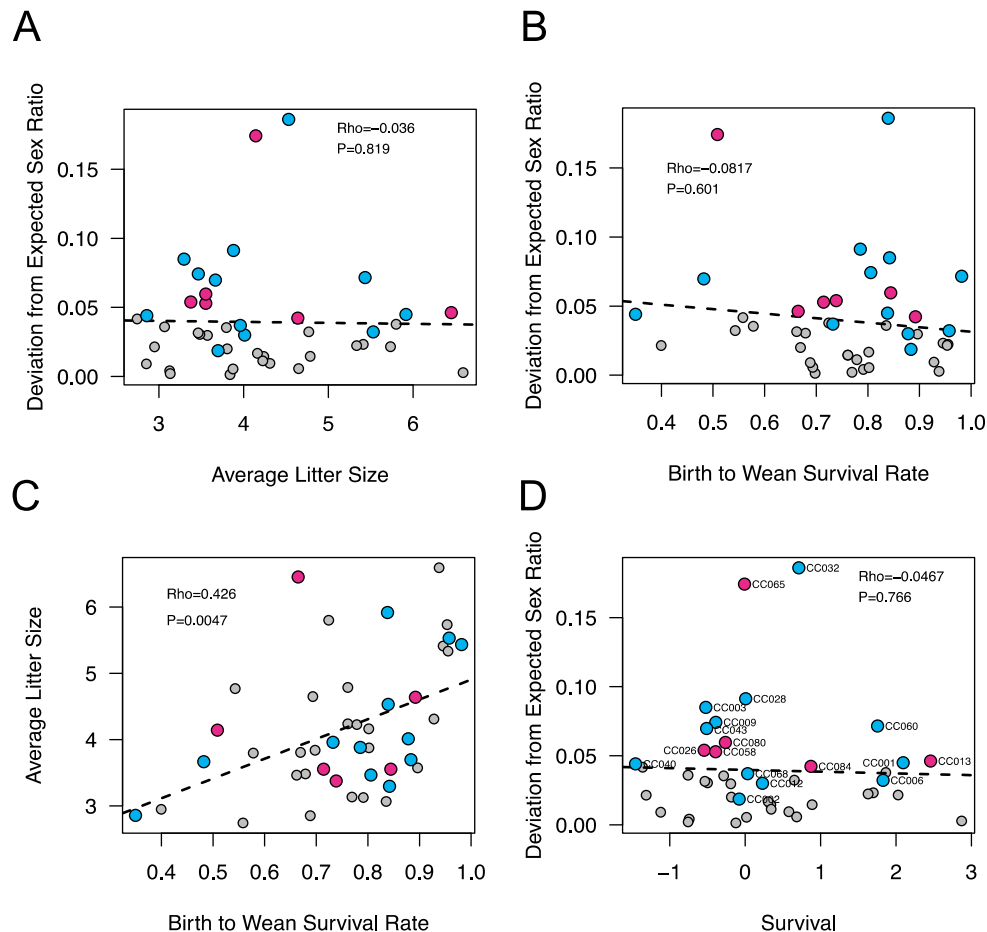 A
Deviation from Expected Sex Ratio
0.15
0.10
0.05
0.00
Rho=−0.036
P=0.819
3 4 5 6
Average Litter Size
B
Deviation from Expected Sex Ratio
0.15
0.10
0.05
0.00
Rho=−0.0817
P=0.601
0.4 0.5 0.6 0.7 0.8 0.9 1.0
Birth to Wean Survival Rate
C
Average Litter Size
6
5
4
3
Rho=0.426
P=0.0047
0.4 0.5 0.6 0.7 0.8 0.9 1.0
Birth to Wean Survival Rate
D
Deviation from Expected Sex Ratio
0.15
0.10
0.05
0.00
Rho=−0.0467
P=0.766
CC032
CC065
CC028
CC003
CC009
CC043
CC060
CC080
CC026
CC058
CC040
CC084
CC001
CC013
CC068
CC012
CC006
CC002
−1 0 1 2 3
Survival